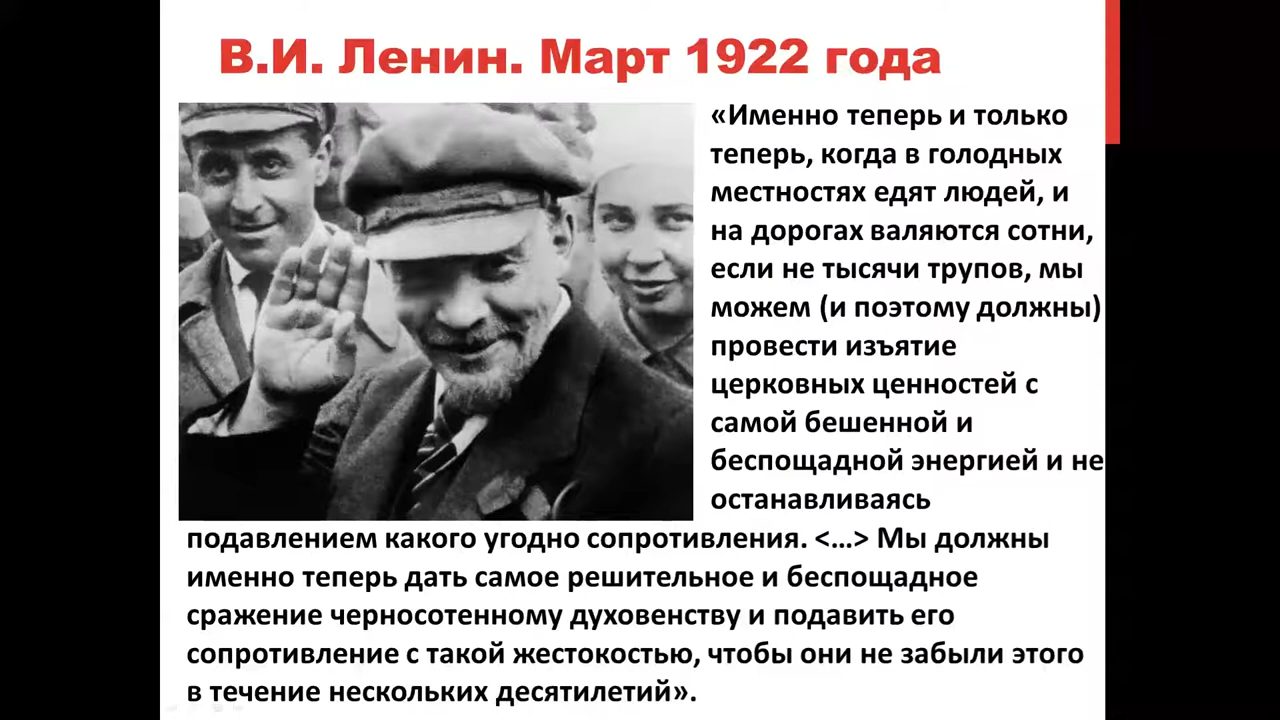 В.И. Ленин. Март 1922 года
«Именно теперь и только
теперь, когда в голодных
местностях едят людей, и
на дорогах валяются сотни,
если не тысячи трупов, мы
можем (и поэтому должны)
провести изъятие
церковных ценностей с
самой бешенной и
беспощадной энергией и не
останавливаясь
подавлением какого угодно сопротивления. <…> Мы должны
именно теперь дать самое решительное и беспощадное
сражение черносотенному духовенству и подавить его
сопротивление с такой жестокостью, чтобы они не забыли этого
в течение нескольких десятилетий».